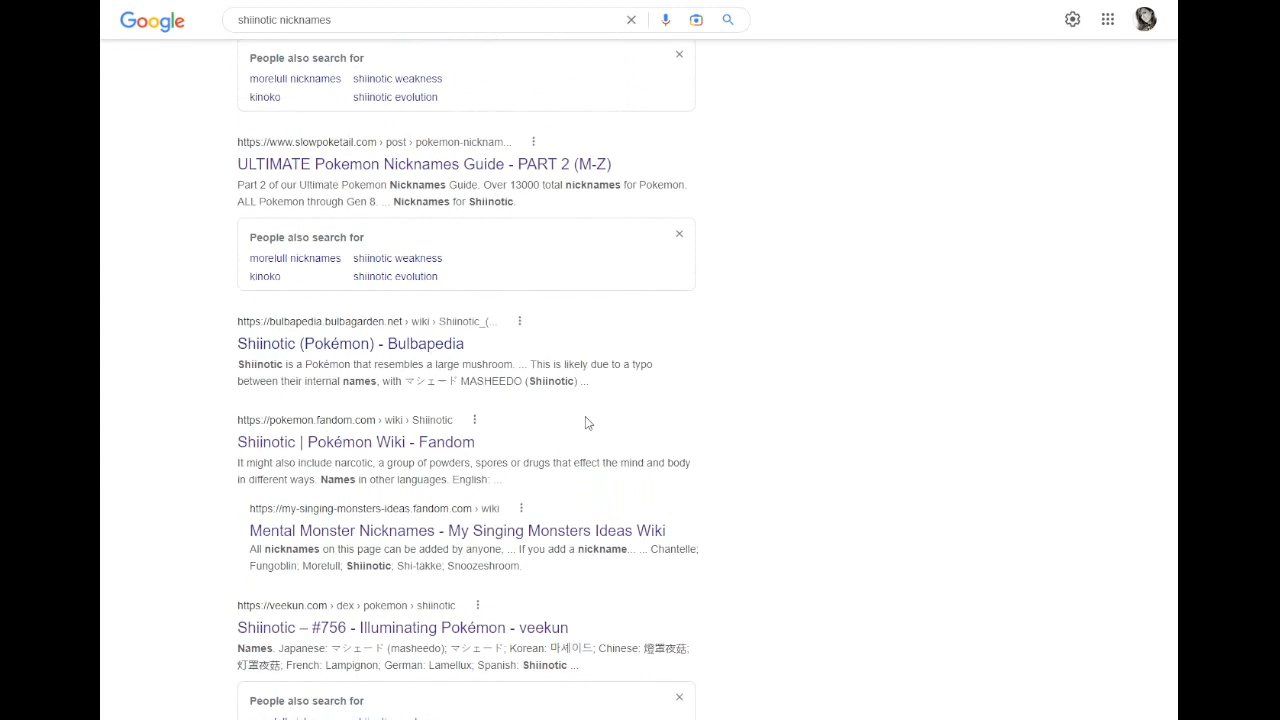 Google
shiinotic nicknames
People also search for
morelull nicknames shiinotic weakness
kinoko shiinotic evolution
https://www.slowpoketail.com › post › pokemon-nicknam...
ULTIMATE Pokemon Nicknames Guide - PART 2 (M-Z)
Part 2 of our Ultimate Pokemon Nicknames Guide. Over 13000 total nicknames for Pokemon.
ALL Pokemon through Gen 8. ... Nicknames for Shiinotic.
People also search for
morelull nicknames shiinotic weakness
kinoko shiinotic evolution
https://bulbapedia.bulbagarden.net › wiki › Shiinotic_(...
Shiinotic (Pokémon) - Bulbapedia
Shiinotic is a Pokémon that resembles a large mushroom. ... This is likely due to a typo
between their internal names, with マシェード MASHEEDO (Shiinotic) ...
https://pokemon.fandom.com › wiki › Shiinotic
Shiinotic | Pokémon Wiki - Fandom
It might also include narcotic, a group of powders, spores or drugs that effect the mind and body
in different ways. Names in other languages. English: ...
https://my-singing-monsters-ideas.fandom.com › wiki
Mental Monster Nicknames - My Singing Monsters Ideas Wiki
All nicknames on this page can be added by anyone, ... If you add a nickname... ... Chantelle;
Fungoblin; Morelull; Shiinotic; Shi-takke; Snoozeshroom.
https://veekun.com › dex › pokemon › shiinotic
Shiinotic – #756 - Illuminating Pokémon - veekun
Names. Japanese: マシェード (masheedo); マシェード; Korean: 마셰이드; Chinese: 燈罩夜菇;
灯罩夜菇; French: Lampignon; German: Lamellux; Spanish: Shiinotic ...
People also search for